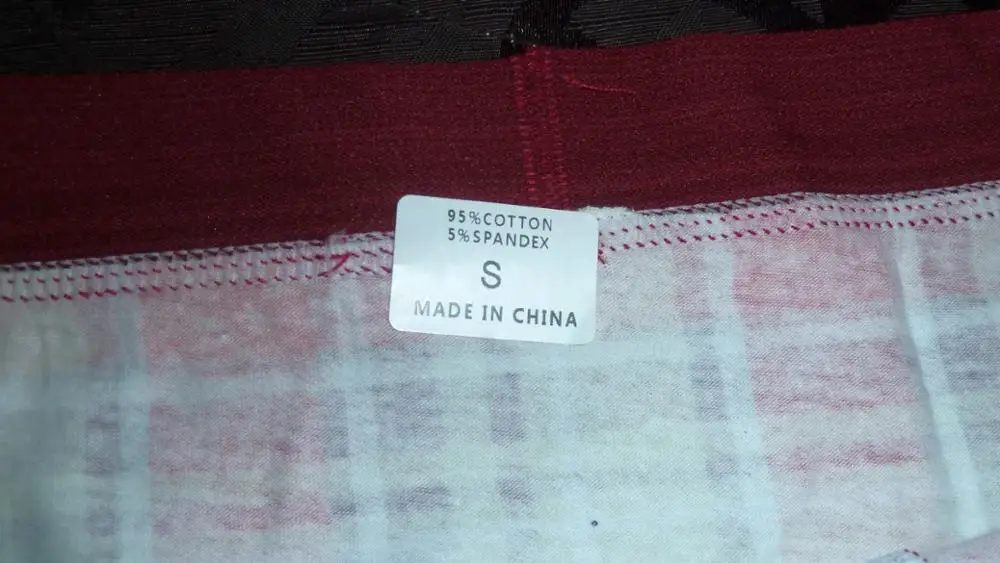 95%COTTON
5%SPANDEX
S
MADE IN CHINA